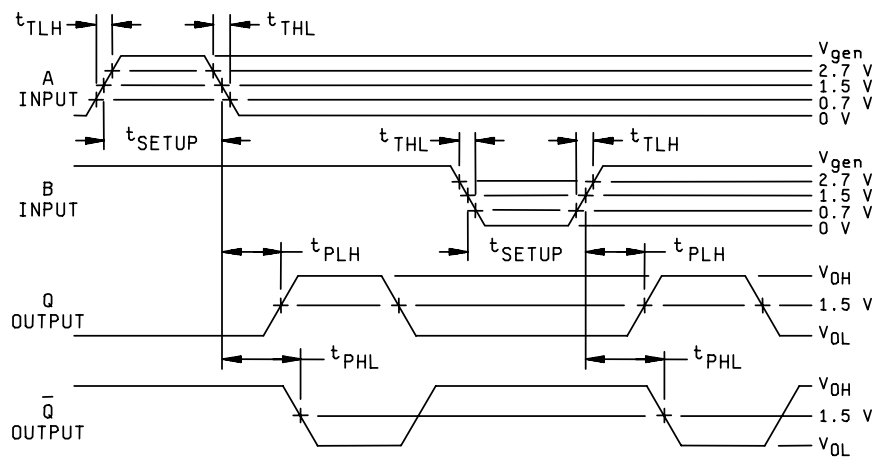 tTLH tTHL
Vgen
2.7 V
A
INPUT
1.5 V
0.7 V
0 V
tSETUP
tTHL tTLH
Vgen
2.7 V
B
INPUT
1.5 V
0.7 V
0 V
tPLH tSETUP tPLH
VOH
Q
OUTPUT
1.5 V
VOL
tPHL tPHL
VOH
Q̅
OUTPUT
1.5 V
VOL